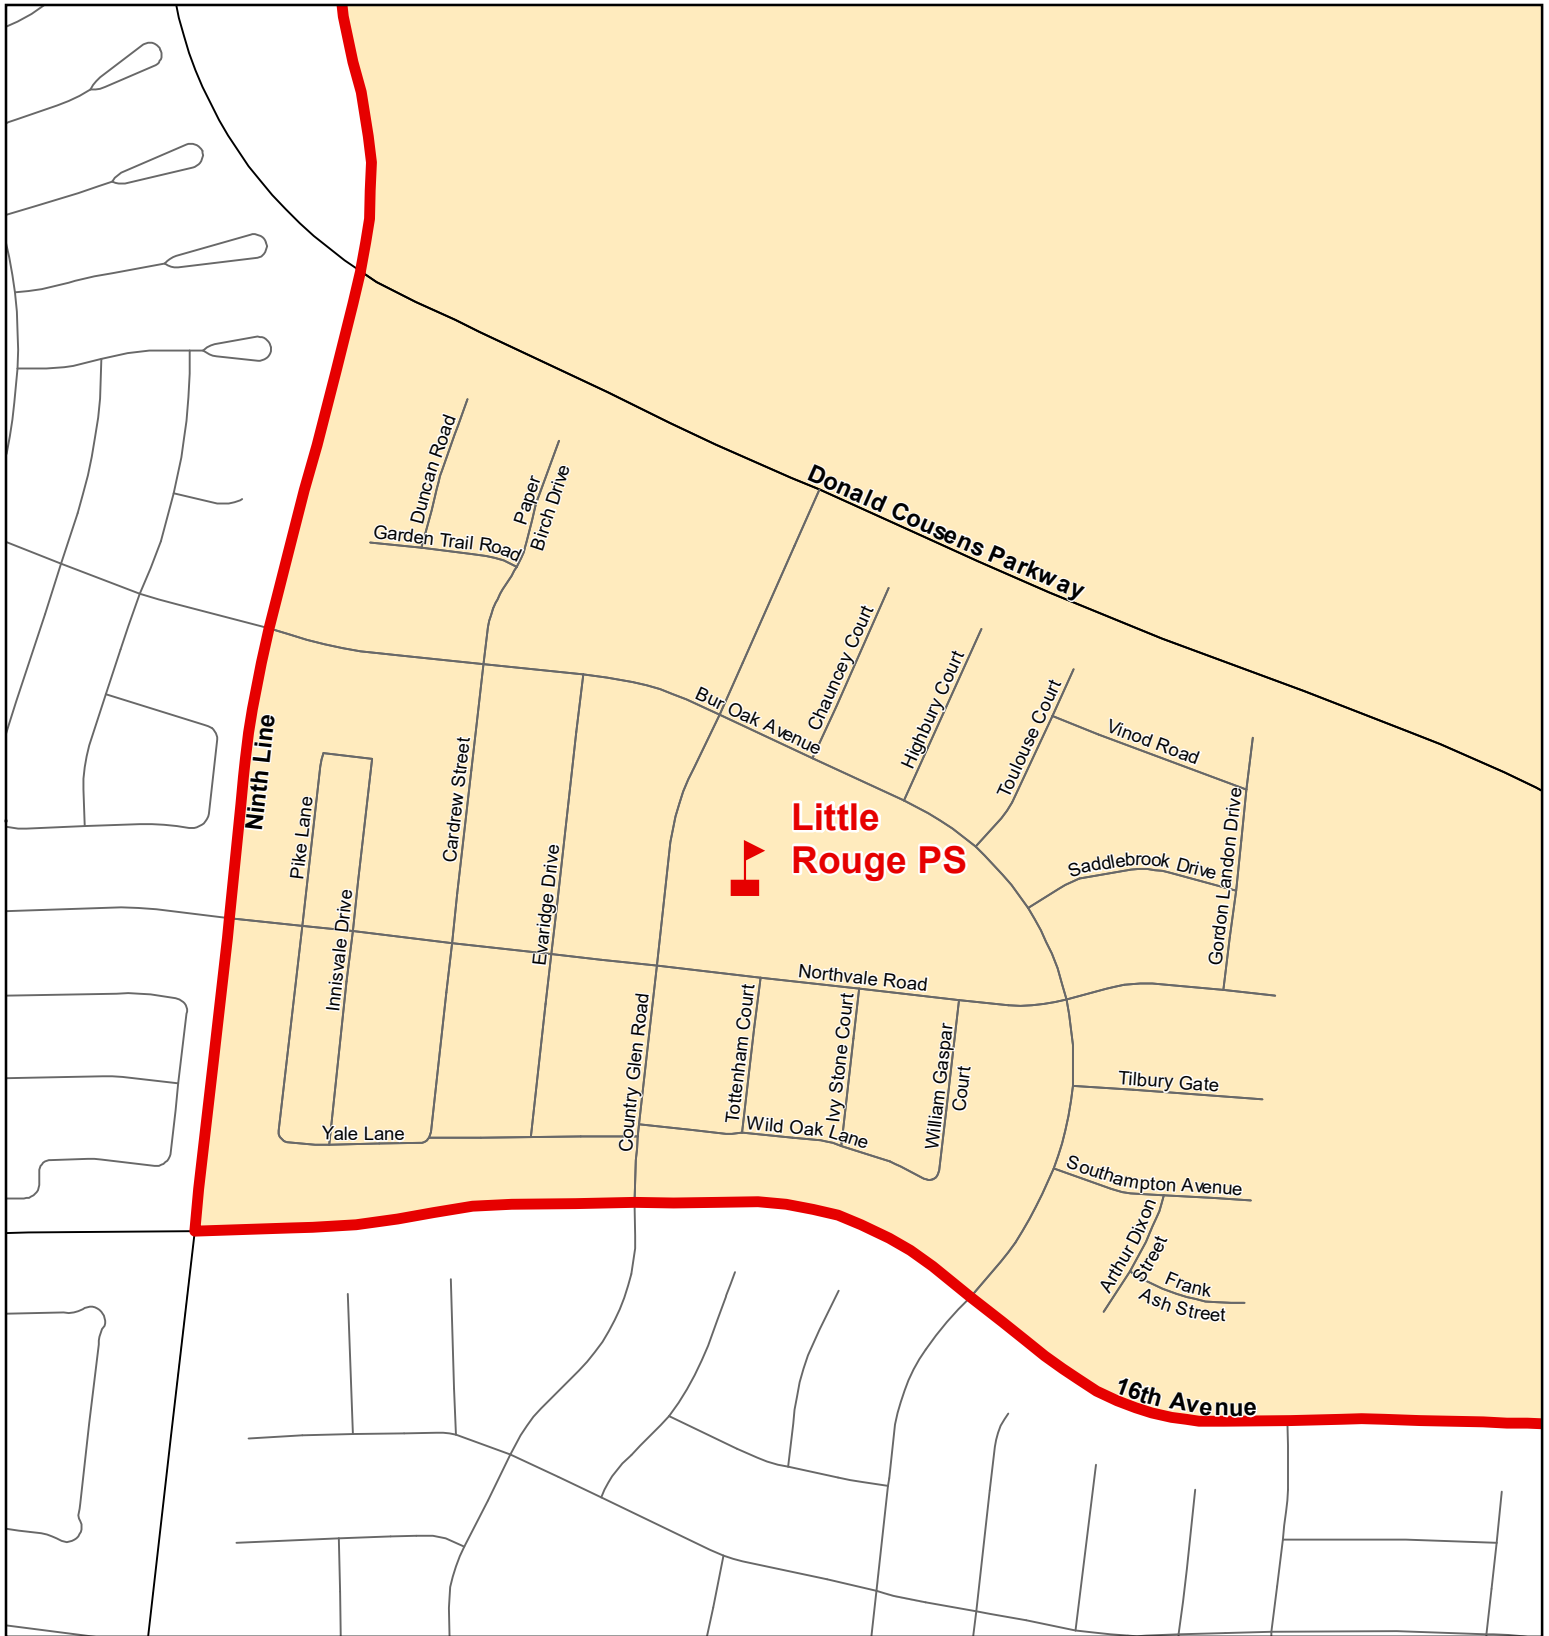 Duncan Road
Paper
Birch Drive
Garden Trail Road
Donald Cousens Parkway
Chauncey Court
Highbury Court
Toulouse Court
Bur Oak Avenue
Vinod Road
Ninth Line
Pike Lane
Cardrew Street
Evaridge Drive
Innisvale Drive
Little
Rouge PS
Saddlebrook Drive
Gordon Landon Drive
Northvale Road
Country Glen Road
Tottenham Court
Ivy Stone Court
William Gaspar
Court
Tilbury Gate
Yale Lane
Wild Oak Lane
Southampton Avenue
Arthur Dixon
Street
Frank
Ash Street
16th Avenue